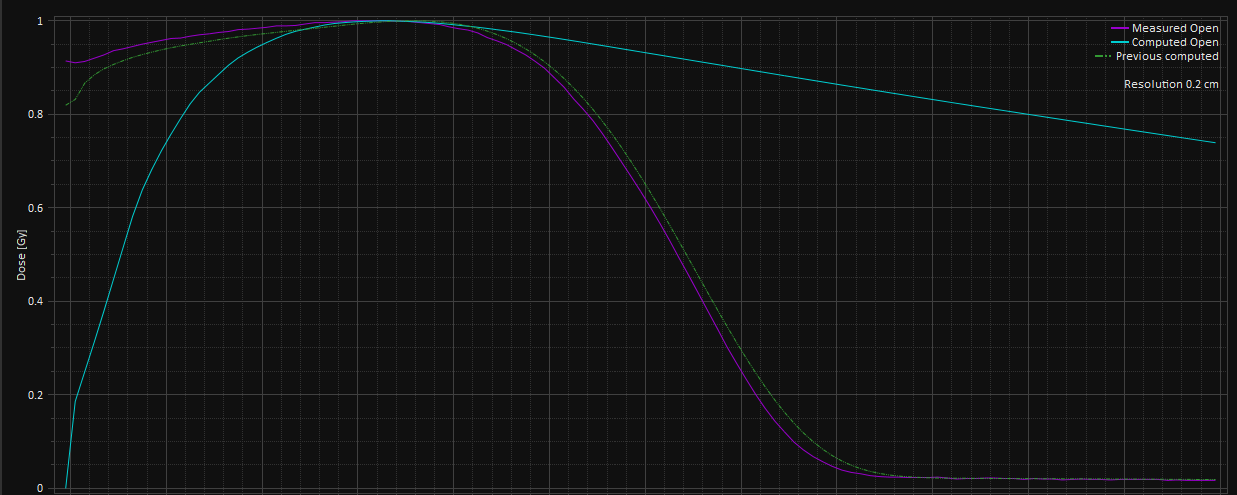 1
Measured Open
Computed Open
Previous computed
Resolution 0.2 cm
0.8
0.6
Dose [Gy]
0.4
0.2
0